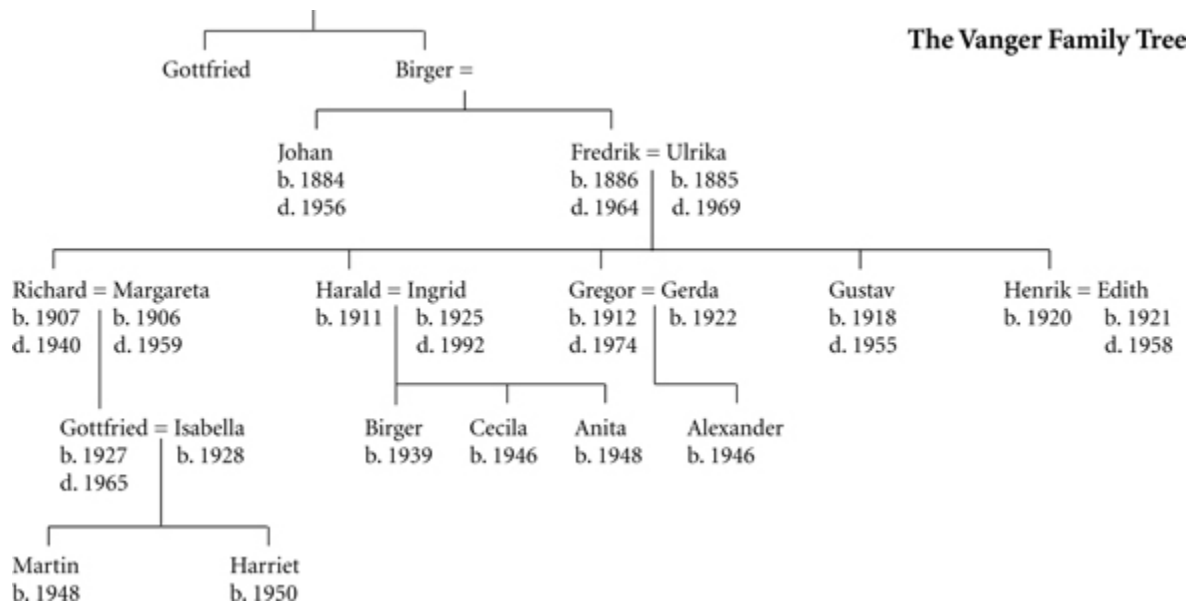 The Vanger Family Tree
Gottfried Birger =
Johan Fredrik = Ulrika
b. 1884 b. 1886 b. 1885
d. 1956 d. 1964 d. 1969
Richard = Margareta Harald = Ingrid Gregor = Gerda Gustav Henrik = Edith
b. 1907 b. 1906 b. 1911 b. 1925 b. 1912 b. 1922 b. 1918 b. 1920 b. 1921
d. 1940 d. 1959 d. 1992 d. 1974 d. 1955 d. 1958
Gottfried = Isabella Birger Cecila Anita Alexander
b. 1927 b. 1928 b. 1939 b. 1946 b. 1948 b. 1946
d. 1965
Martin Harriet
b. 1948 b. 1950